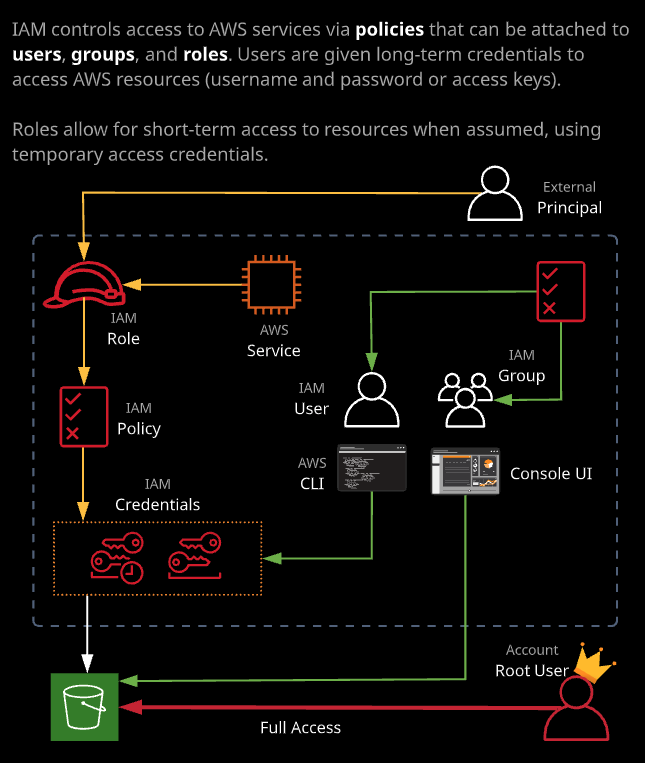 IAM controls access to AWS services via policies that can be attached to
users, groups, and roles. Users are given long-term credentials to
access AWS resources (username and password or access keys).
Roles allow for short-term access to resources when assumed, using
temporary access credentials.
External
Principal
IAM
Role
AWS
Service
IAM
Group
IAM
User
IAM
Policy
AWS
CLI
Console UI
IAM
Credentials
Account
Root User
Full Access